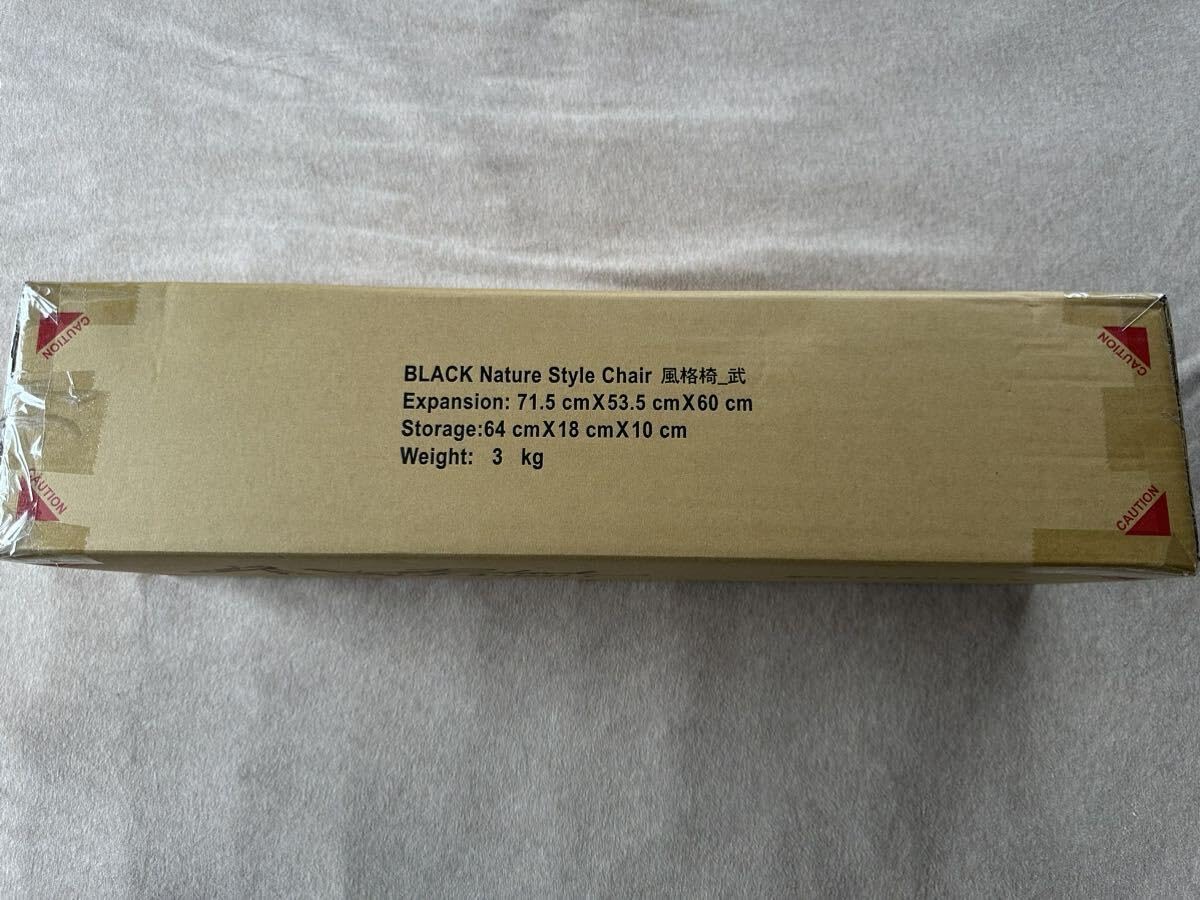 BLACK Nature Style Chair 風格椅_武
Expansion: 71.5 cmX53.5 cmX60 cm
Storage:64 cmX18 cmX10 cm
Weight: 3 kg
CAUTION
CAUTION
CAUTION
CAUTION